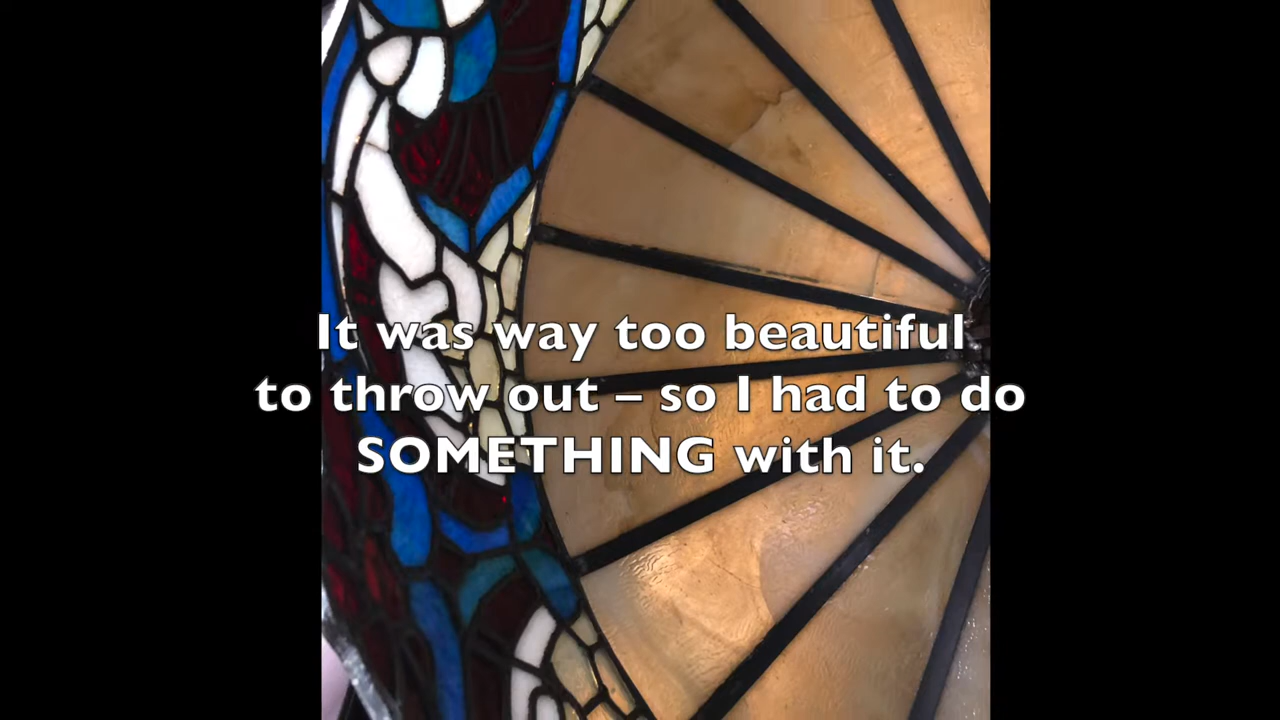 It was way too beautiful
to throw out – so I had to do
SOMETHING with it.